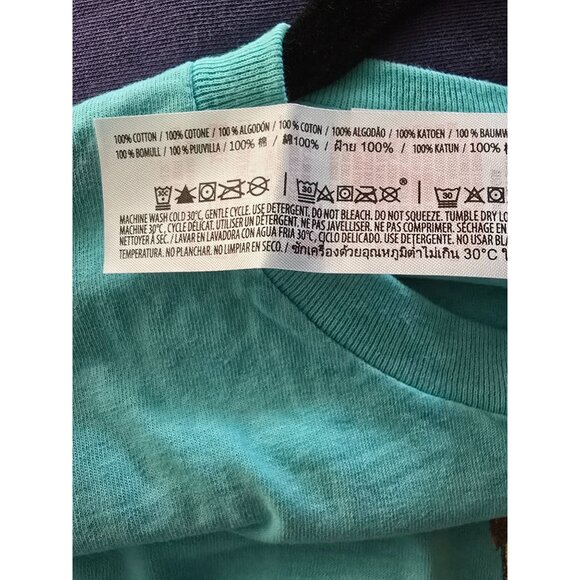 100% COTTON / 100% COTONE / 100 % ALGODÓN / 100 % COTON / 100% ALGODÃO / 100% KATOEN / 100 % BAUMW
100 % BOMULL / 100 % PUUVILLA / 100% 棉 / 綿100% / ฝ้าย 100% / 100% KATUN / 100%
30 30
MACHINE WASH COLD 30°C, GENTLE CYCLE. USE DETERGENT. DO NOT BLEACH. DO NOT SQUEEZE. TUMBLE DRY LO
MACHINE 30°C, CYCLE DÉLICAT. UTILISER UN DÉTERGENT. NE PAS JAVELLISER. NE PAS COMPRIMER. SÉCHAGE EN
NETTOYER À SEC. / LAVAR EN LAVADORA CON AGUA FRIA 30°C, CICLO DELICADO. USE DETERGENTE. NO USAR BLA
TEMPERATURA. NO PLANCHAR. NO LIMPIAR EN SECO. / ซักเครื่องด้วยอุณหภูมิต่ำไม่เกิน 30°C